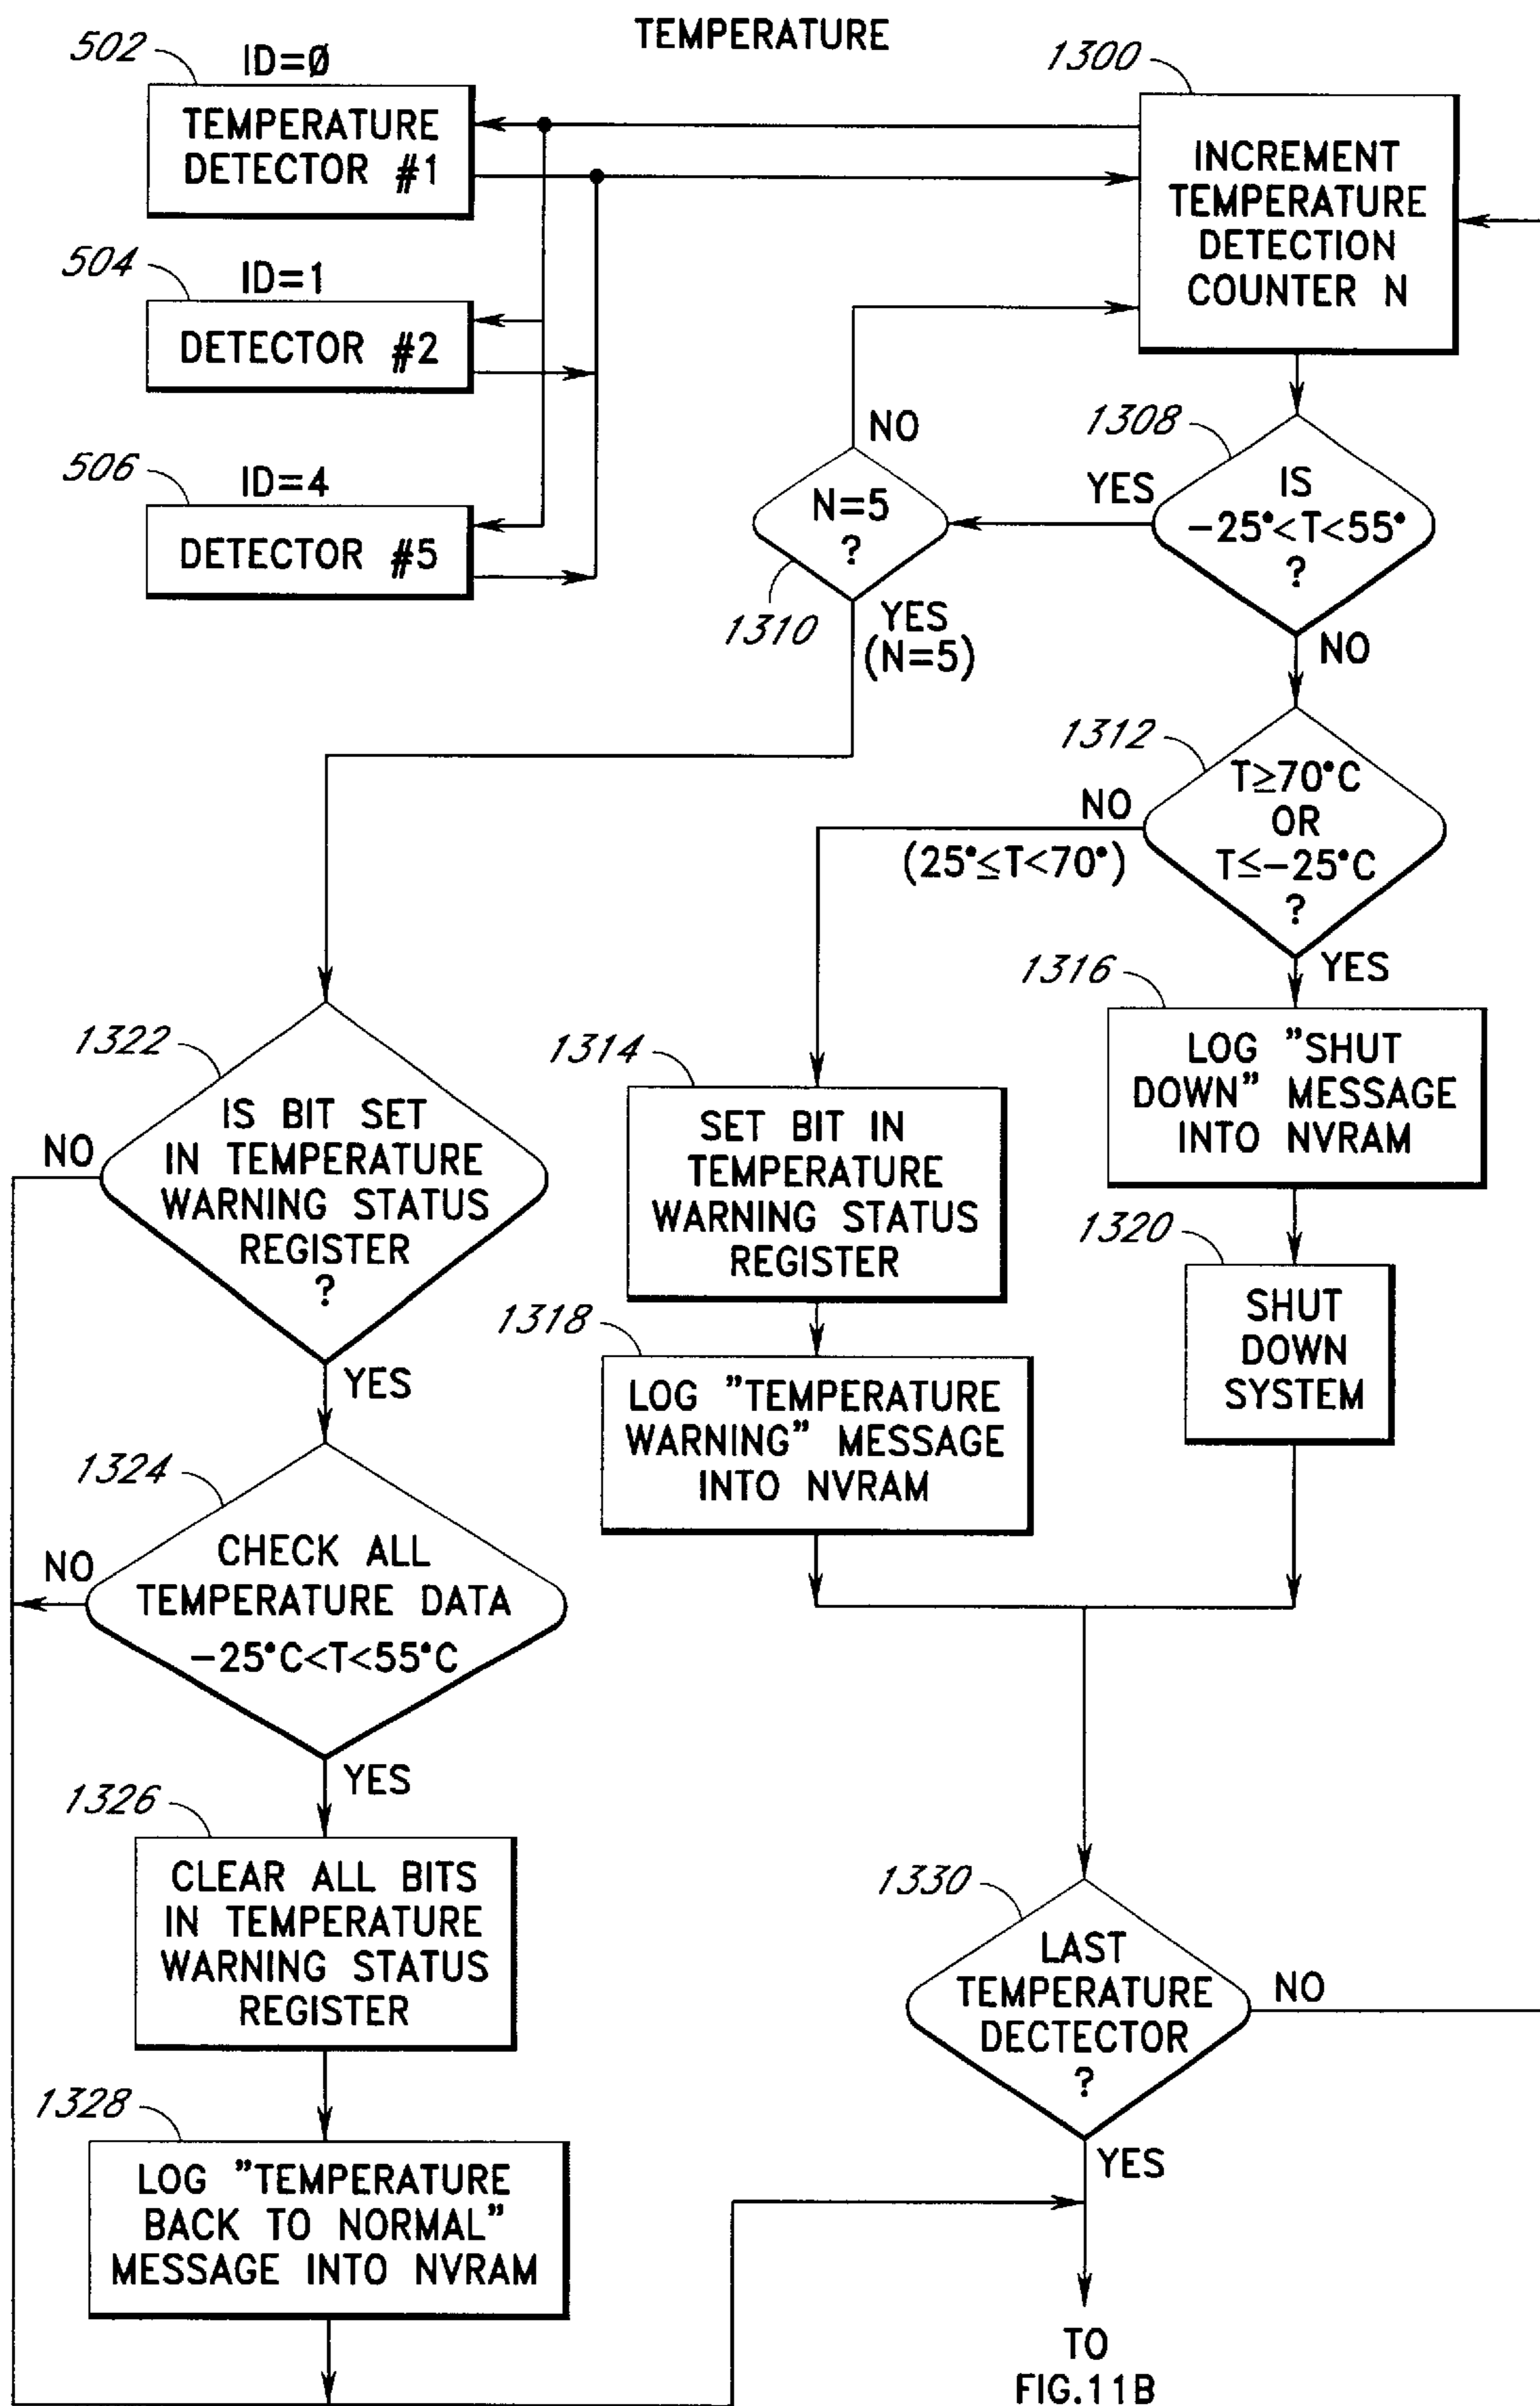 TEMPERATURE
502
ID=Ø
TEMPERATURE
DETECTOR #1
1300
INCREMENT
TEMPERATURE
DETECTION
COUNTER N
504
ID=1
DETECTOR #2
506
ID=4
DETECTOR #5
1308
IS
-25°<T<55°
?
YES
NO
N=5
?
NO
1310
YES
(N=5)
1312
T≥70°C
OR
T≤-25°C
?
NO
(25°≤T<70°)
YES
1316
LOG "SHUT
DOWN" MESSAGE
INTO NVRAM
1320
SHUT
DOWN
SYSTEM
1314
SET BIT IN
TEMPERATURE
WARNING STATUS
REGISTER
1318
LOG "TEMPERATURE
WARNING" MESSAGE
INTO NVRAM
1322
IS BIT SET
IN TEMPERATURE
WARNING STATUS
REGISTER
?
NO
YES
1324
CHECK ALL
TEMPERATURE DATA
-25°C<T<55°C
NO
YES
1326
CLEAR ALL BITS
IN TEMPERATURE
WARNING STATUS
REGISTER
1328
LOG "TEMPERATURE
BACK TO NORMAL"
MESSAGE INTO NVRAM
1330
LAST
TEMPERATURE
DECTECTOR
?
NO
YES
TO
FIG.11B